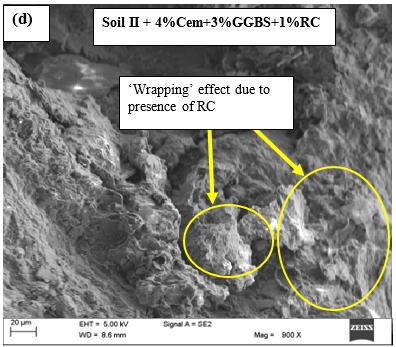 (d)
Soil II + 4%Cem+3%GGBS+1%RC
‘Wrapping’ effect due to
presence of RC
20 µm
EHT = 5.00 kV
Signal A = SE2
WD = 8.6 mm
Mag = 900 X
ZEISS